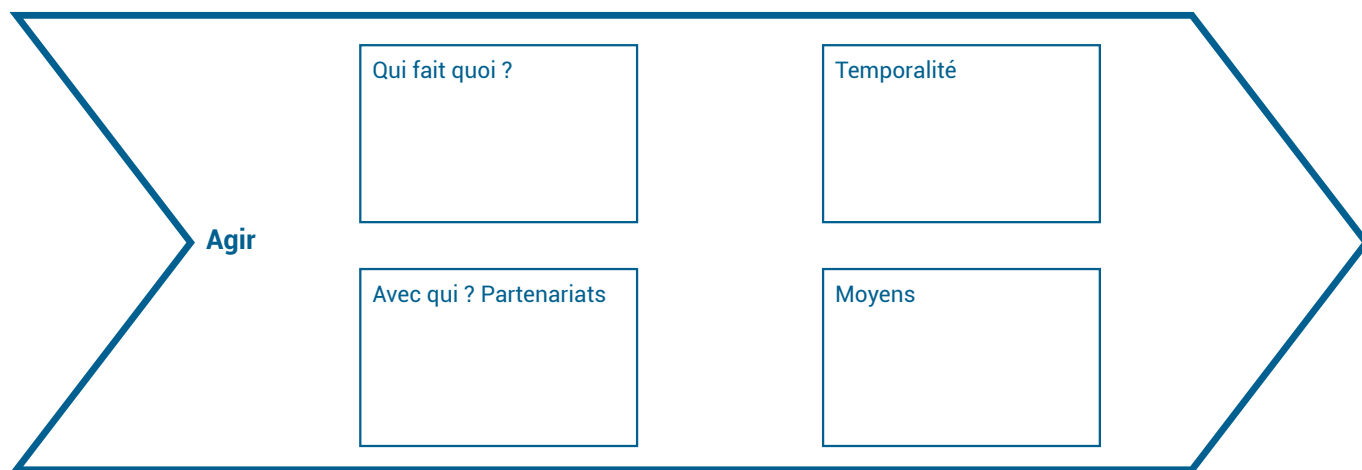 Qui fait quoi ?
Temporalité
Agir
Avec qui ? Partenariats
Moyens